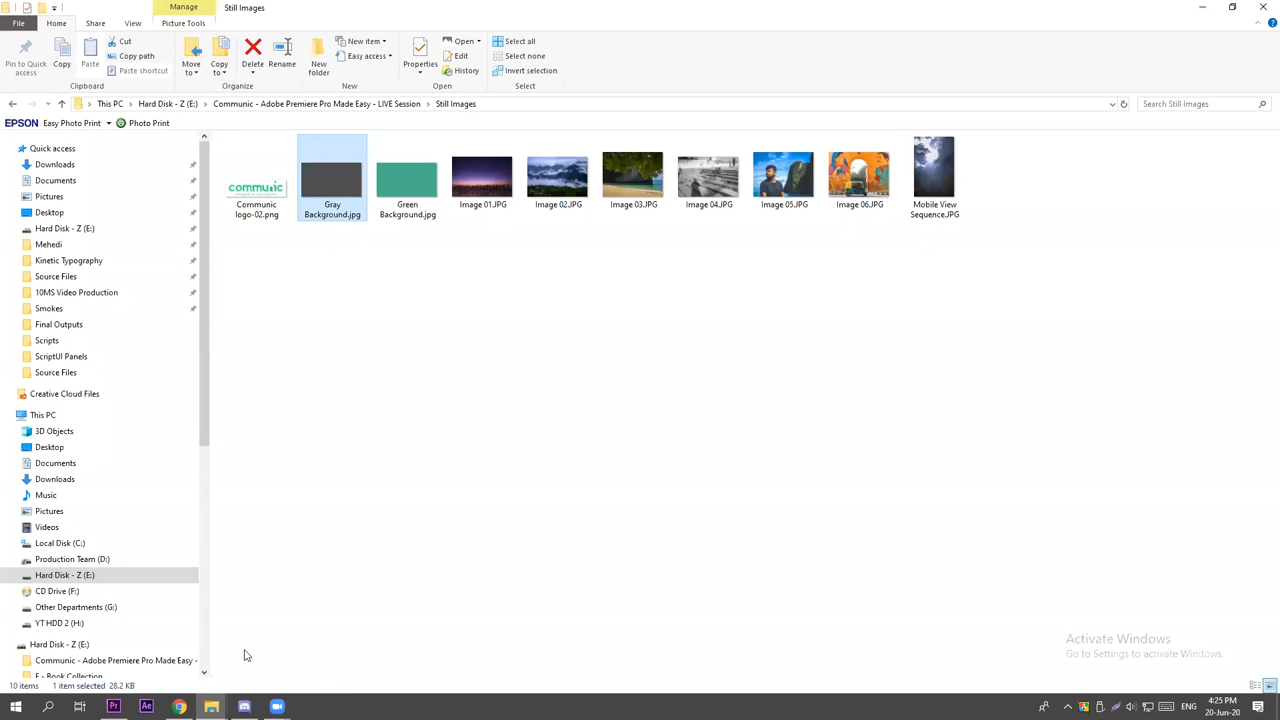 Manage
Still Images
File
Home
Share
View
Picture Tools
Pin to Quick access
Copy
Paste
Cut
Copy path
Paste shortcut
Move to
Copy to
Delete
Rename
New folder
New item
Easy access
Properties
Open
Edit
History
Select all
Select none
Invert selection
Clipboard
Organize
New
Open
Select
This PC
Hard Disk - Z (E:)
Communic - Adobe Premiere Pro Made Easy - LIVE Session
Still Images
Search Still Images
EPSON Easy Photo Print
Photo Print
Quick access
Downloads
Documents
Pictures
Desktop
Hard Disk - Z (E:)
Mehedi
Kinetic Typography
Source Files
10MS Video Production
Smokes
Final Outputs
Scripts
ScriptUI Panels
Source Files
Creative Cloud Files
This PC
3D Objects
Desktop
Documents
Downloads
Music
Pictures
Videos
Local Disk (C:)
Production Team (D:)
Hard Disk - Z (E:)
CD Drive (F:)
Other Departments (G:)
YT HDD 2 (H:)
Hard Disk - Z (E:)
Communic - Adobe Premiere Pro Made Easy -
communic
Communic logo-02.png
Gray Background.jpg
Green Background.jpg
Image 01.JPG
Image 02.JPG
Image 03.JPG
Image 04.JPG
Image 05.JPG
Image 06.JPG
Mobile View Sequence.JPG
Activate Windows
Go to Settings to activate Windows.
10 items
1 item selected 28.2 KB
Pr
Ae
ENG
4:25 PM
20-Jun-20